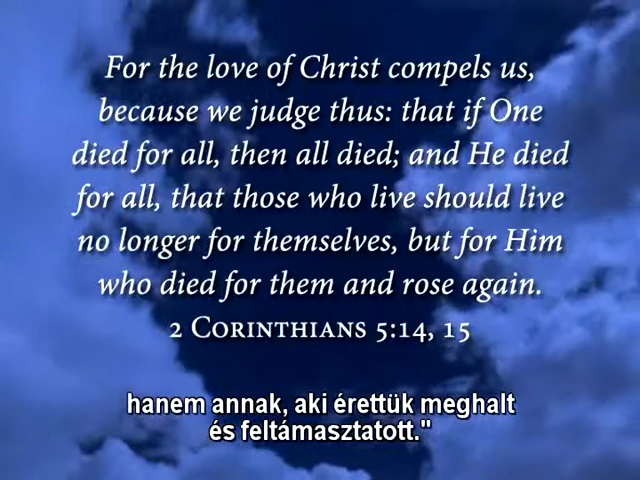 For the love of Christ compels us,
because we judge thus: that if One
died for all, then all died; and He died
for all, that those who live should live
no longer for themselves, but for Him
who died for them and rose again.
2 Corinthians 5:14, 15
hanem annak, aki érettük meghalt
és feltámasztatott."